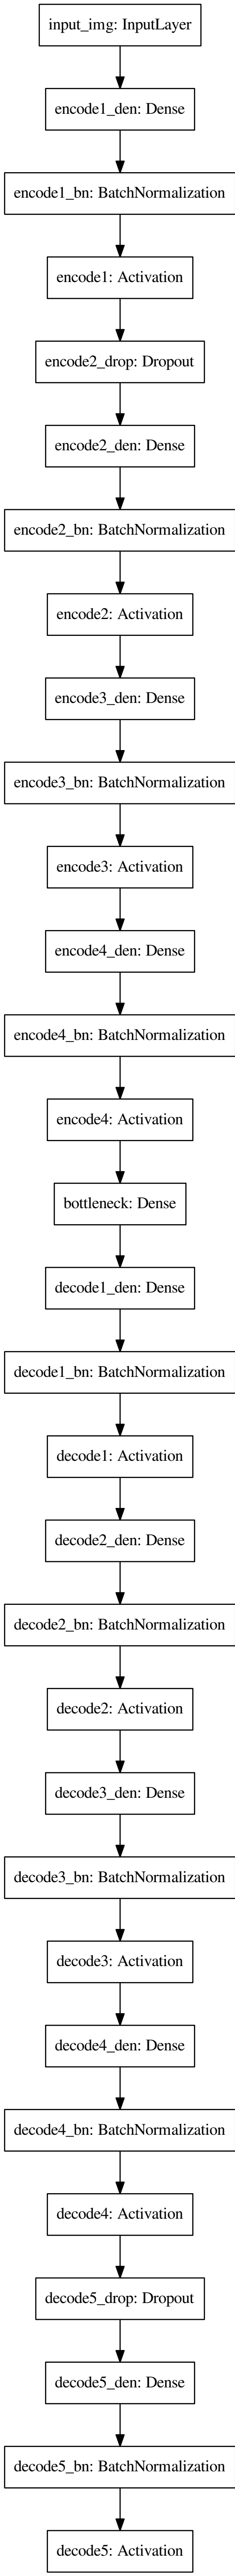 input_img: InputLayer
encode1_den: Dense
encode1_bn: BatchNormalization
encode1: Activation
encode2_drop: Dropout
encode2_den: Dense
encode2_bn: BatchNormalization
encode2: Activation
encode3_den: Dense
encode3_bn: BatchNormalization
encode3: Activation
encode4_den: Dense
encode4_bn: BatchNormalization
encode4: Activation
bottleneck: Dense
decode1_den: Dense
decode1_bn: BatchNormalization
decode1: Activation
decode2_den: Dense
decode2_bn: BatchNormalization
decode2: Activation
decode3_den: Dense
decode3_bn: BatchNormalization
decode3: Activation
decode4_den: Dense
decode4_bn: BatchNormalization
decode4: Activation
decode5_drop: Dropout
decode5_den: Dense
decode5_bn: BatchNormalization
decode5: Activation